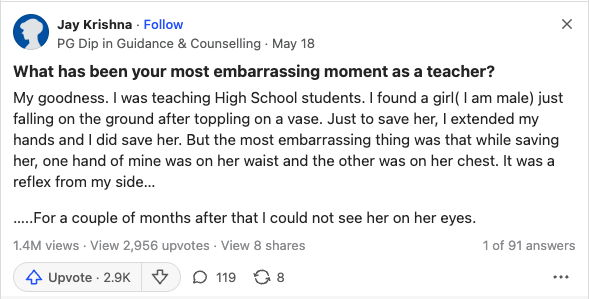 Jay Krishna · Follow
PG Dip in Guidance & Counselling · May 18
What has been your most embarrassing moment as a teacher?
My goodness. I was teaching High School students. I found a girl( I am male) just
falling on the ground after toppling on a vase. Just to save her, I extended my
hands and I did save her. But the most embarrassing thing was that while saving
her, one hand of mine was on her waist and the other was on her chest. It was a
reflex from my side...
.....For a couple of months after that I could not see her on her eyes.
1.4M views · View 2,956 upvotes · View 8 shares
1 of 91 answers
Upvote · 2.9K
119
8